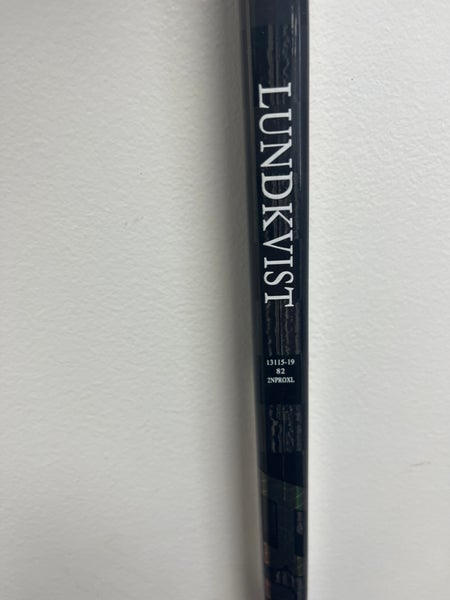 LUNDKVIST
13115-19
82
2NPROXL